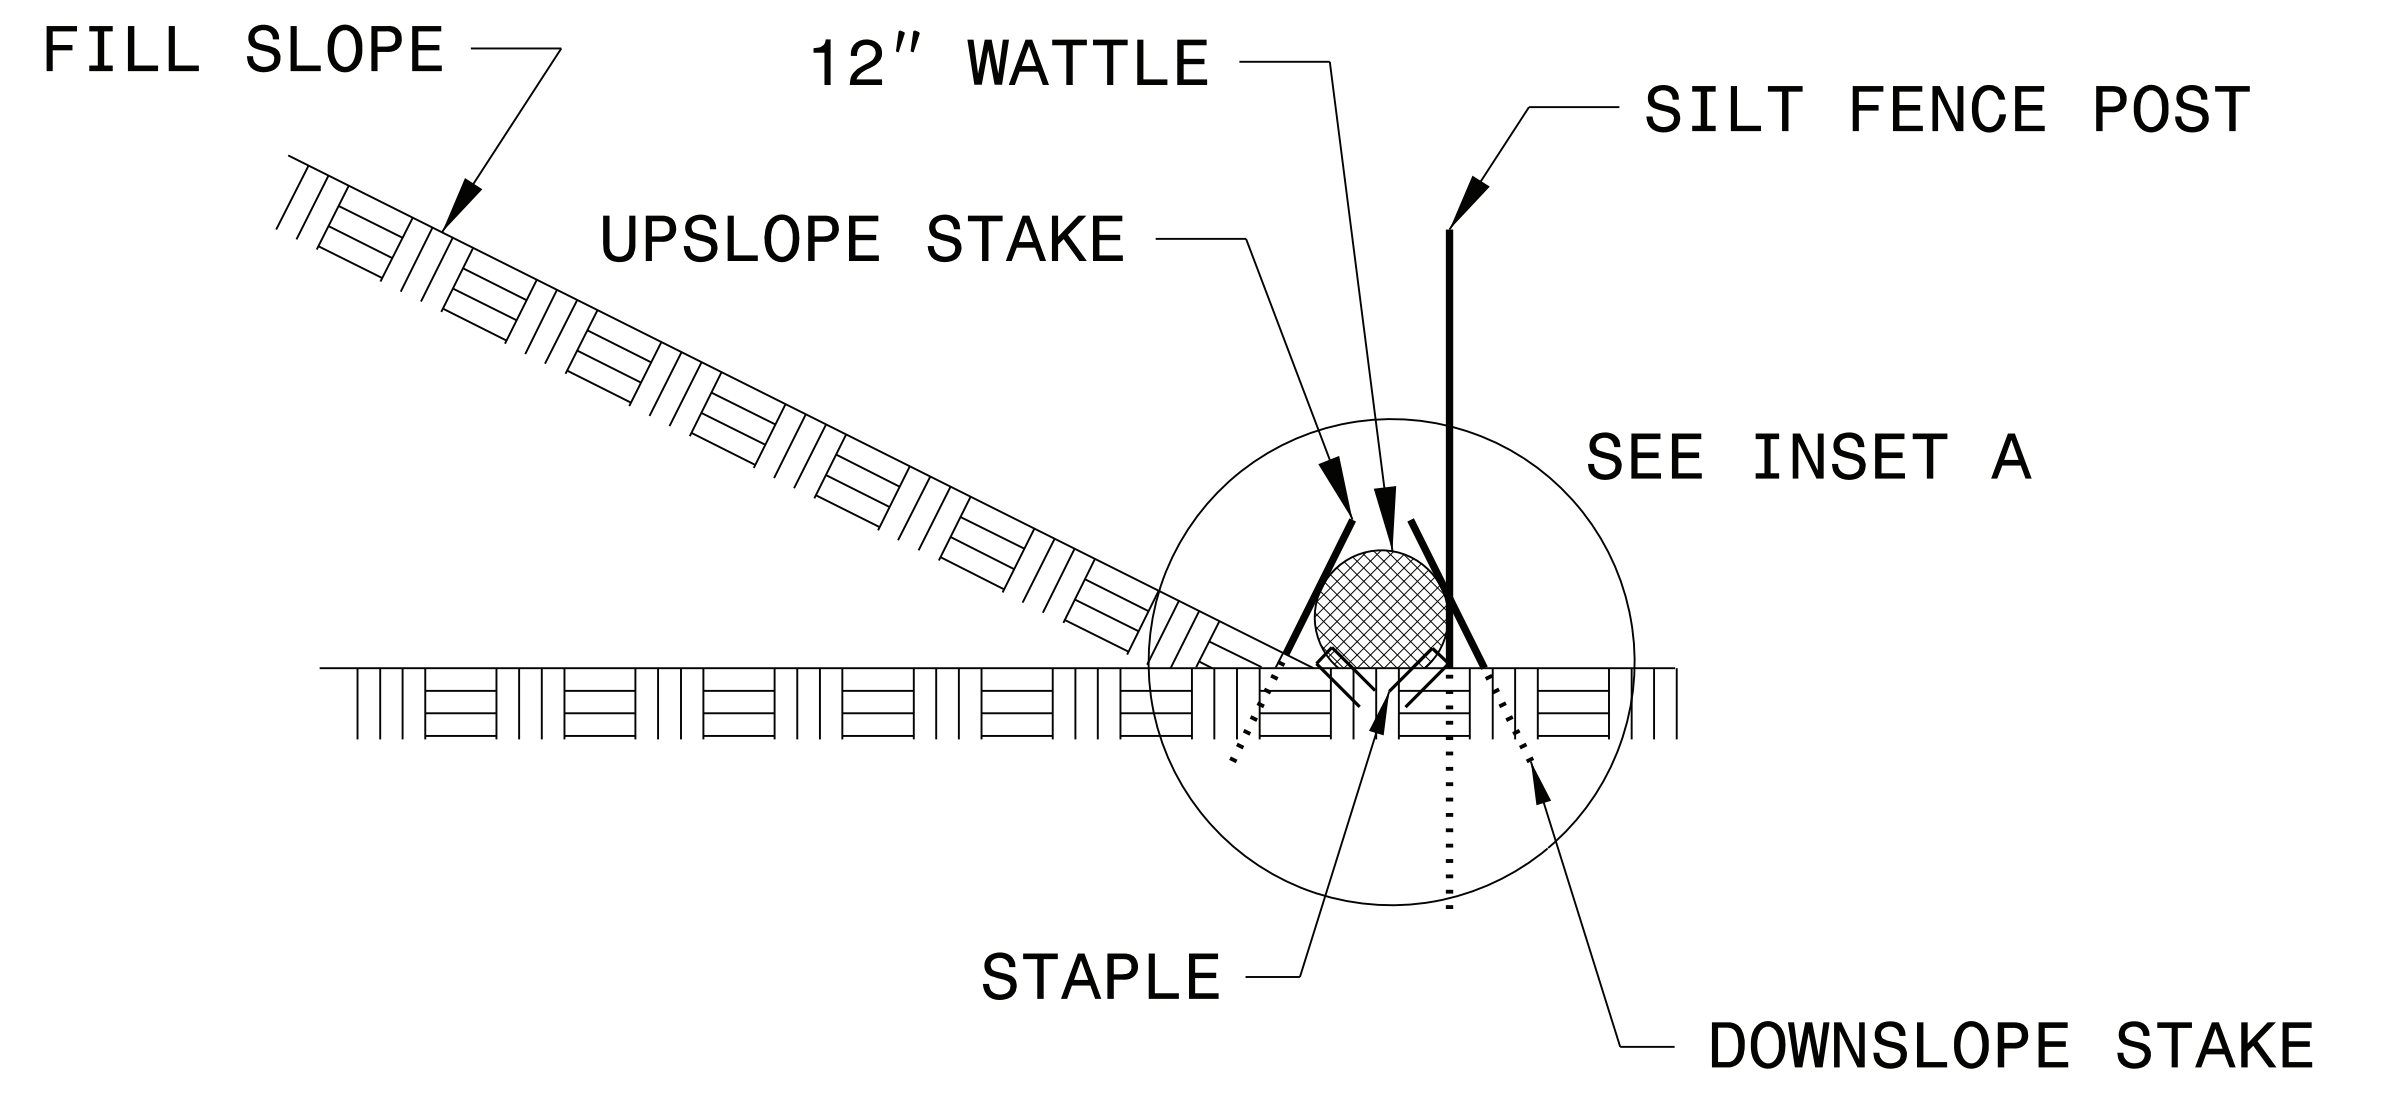 FILL SLOPE
12" WATTLE
SILT FENCE POST
UPSLOPE STAKE
SEE INSET A
STAPLE
DOWNSLOPE STAKE